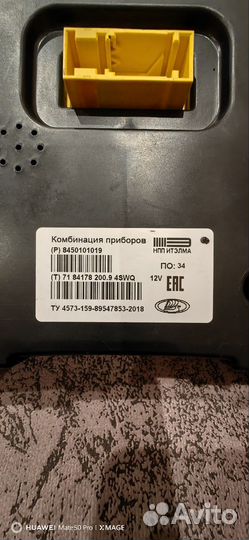 Комбинация приборов
(P) 8450101019
НПП ИТЭЛМА
ПО: 34
(T) 71 84178 200.9 4SWQ
12V
EAC
ТУ 4573-159-89547853-2018
HUAWEI Mate50 Pro | XMAGE
Avito